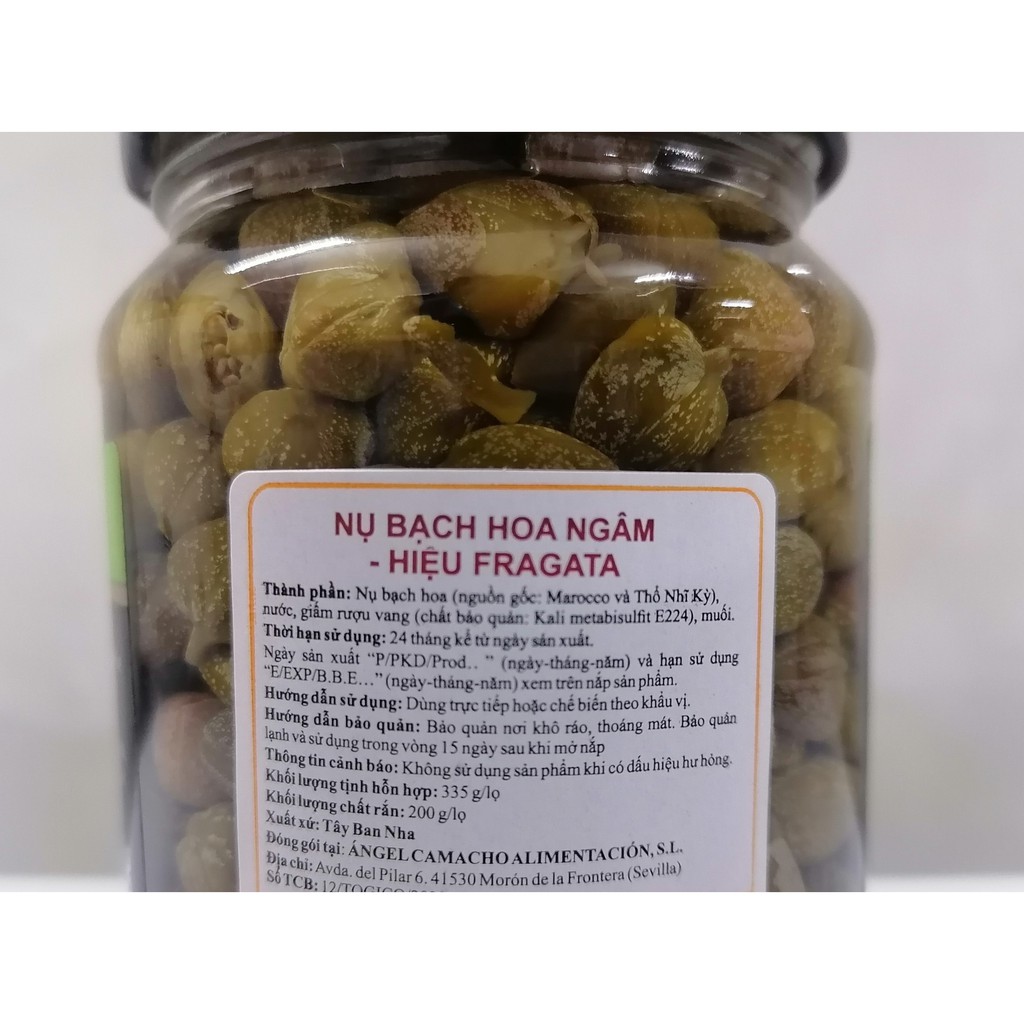 NỤ BẠCH HOA NGÂM
- HIỆU FRAGATA
Thành phần: Nụ bạch hoa (nguồn gốc: Marocco và Thổ Nhĩ Kỳ),
nước, giấm rượu vang (chất bảo quản: Kali metabisulfit E224), muối.
Thời hạn sử dụng: 24 tháng kể từ ngày sản xuất.
Ngày sản xuất “P/PKD/Prod.. ” (ngày-tháng-năm) và hạn sử dụng
“E/EXP/B.B.E...” (ngày-tháng-năm) xem trên nắp sản phẩm.
Hướng dẫn sử dụng: Dùng trực tiếp hoặc chế biến theo khẩu vị.
Hướng dẫn bảo quản: Bảo quản nơi khô ráo, thoáng mát. Bảo quản
lạnh và sử dụng trong vòng 15 ngày sau khi mở nắp
Thông tin cảnh báo: Không sử dụng sản phẩm khi có dấu hiệu hư hỏng.
Khối lượng tịnh hỗn hợp: 335 g/lọ
Khối lượng chất rắn: 200 g/lọ
Xuất xứ: Tây Ban Nha
Đóng gói tại: ÁNGEL CAMACHO ALIMENTACIÓN, S.L.
Địa chỉ: Avda. del Pilar 6. 41530 Morón de la Frontera (Sevilla)
Số TCB: